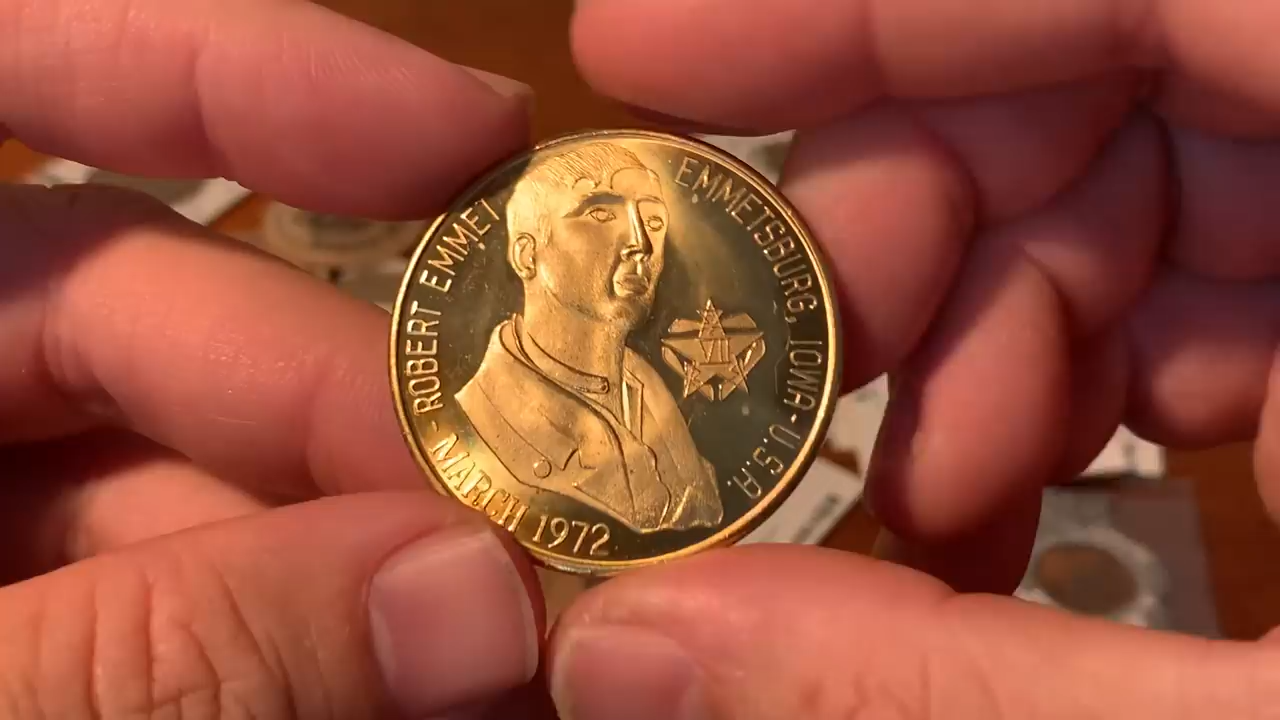 - ROBERT EMMET
EMMETSBURG, IOWA - U.S.A.
VII
MARCH 1972